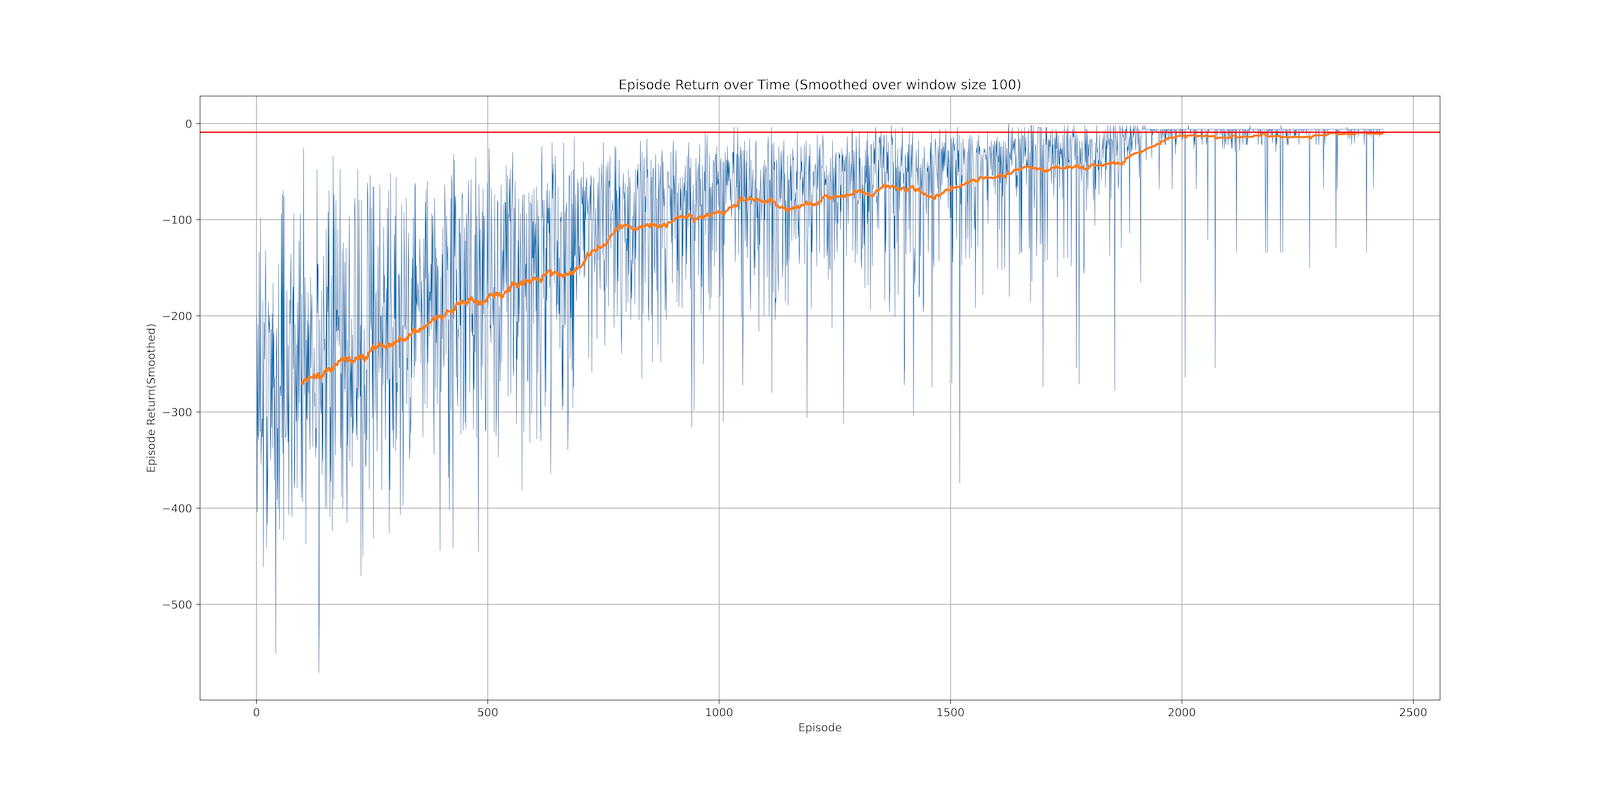 Episode Return over Time (Smoothed over window size 100)
0
−100
−200
−300
−400
−500
Episode Return(Smoothed)
0 500 1000 1500 2000 2500
Episode